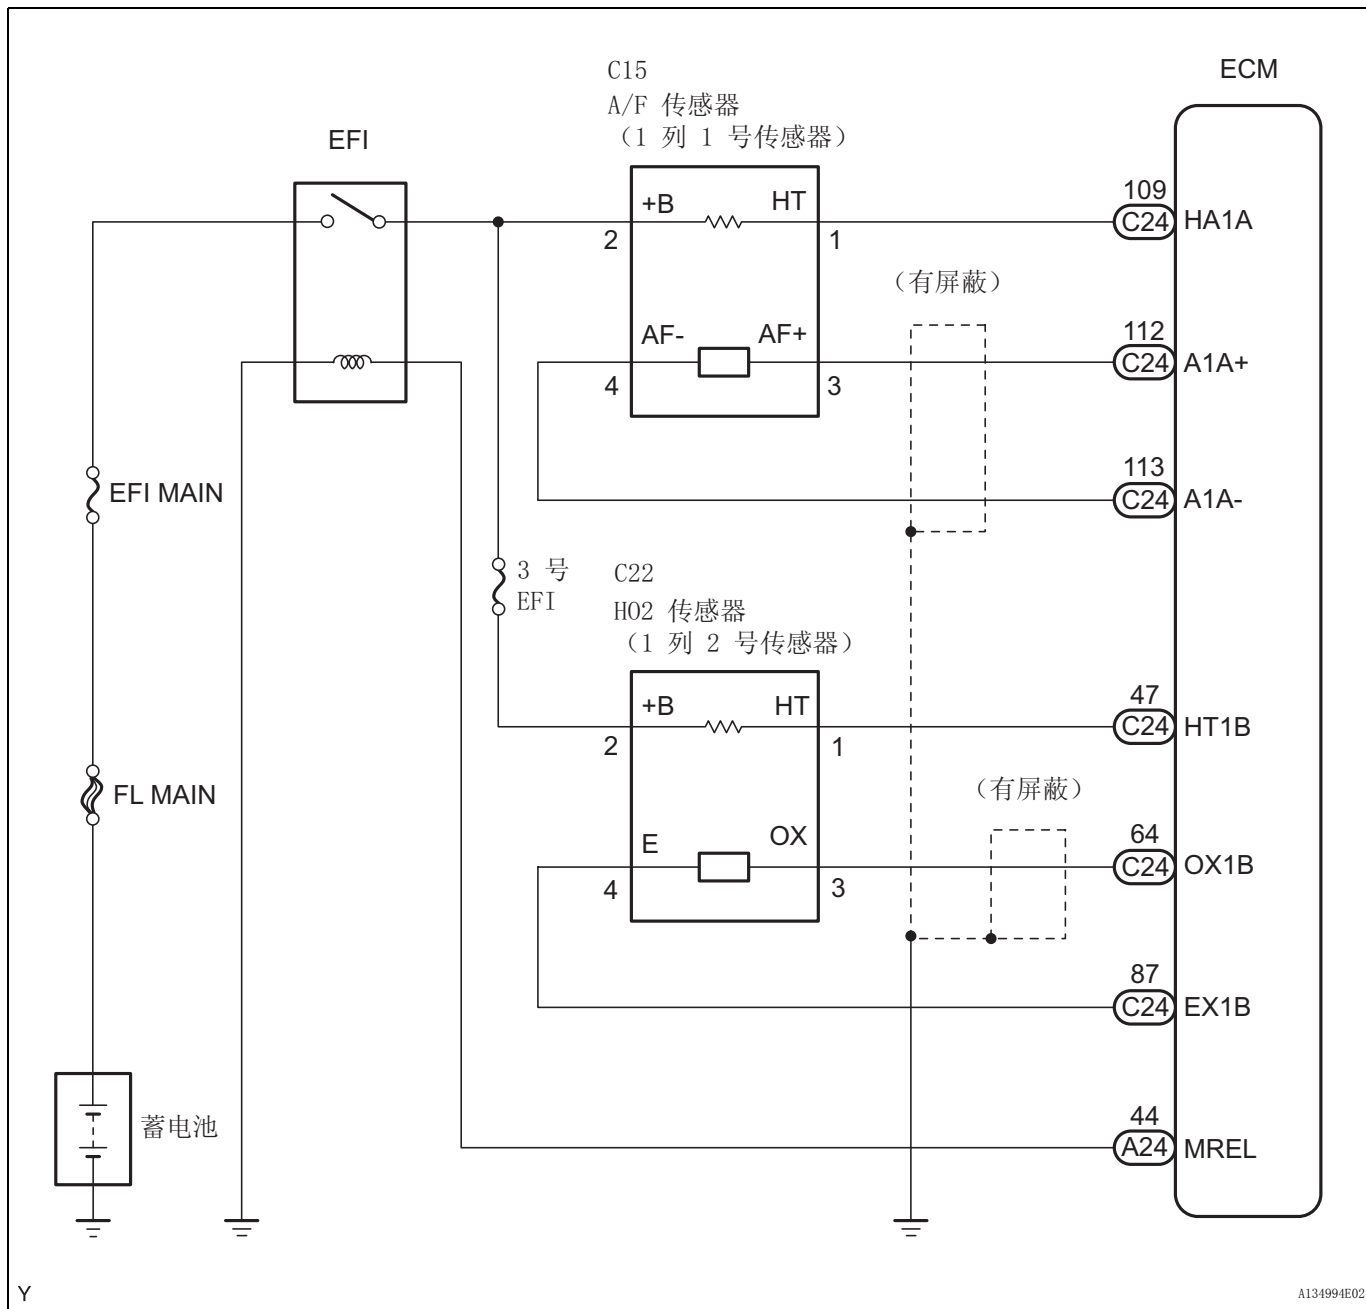 C15
A/F 传感器
（1 列 1 号传感器）
ECM
EFI
+B
HT
2
1
109
C24
HA1A
（有屏蔽）
AF-
AF+
4
3
112
C24
A1A+
113
C24
A1A-
EFI MAIN
3 号
EFI
C22
HO2 传感器
（1 列 2 号传感器）
+B
HT
2
1
47
C24
HT1B
FL MAIN
（有屏蔽）
E
OX
4
3
64
C24
OX1B
87
C24
EX1B
蓄电池
44
A24
MREL
Y
A134994E02